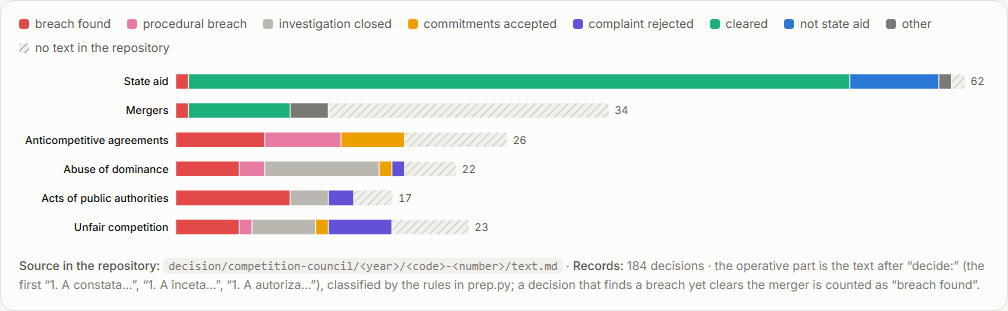 breach found procedural breach investigation closed commitments accepted complaint rejected cleared not state aid other
no text in the repository
State aid 62
Mergers 34
Anticompetitive agreements 26
Abuse of dominance 22
Acts of public authorities 17
Unfair competition 23
Source in the repository: decision/competition-council/<year>/<code>-<number>/text.md · Records: 184 decisions · the operative part is the text after “decide:” (the
first “1. A constata…”, “1. A înceta…”, “1. A autoriza…”), classified by the rules in prep.py; a decision that finds a breach yet clears the merger is counted as “breach found”.